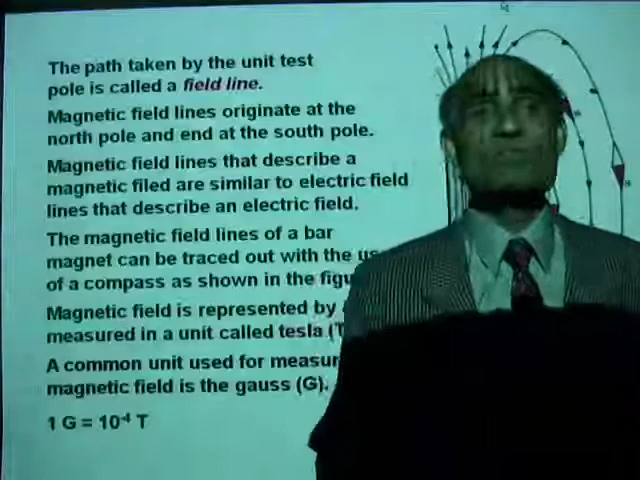 The path taken by the unit test
pole is called a field line.
Magnetic field lines originate at the
north pole and end at the south pole.
Magnetic field lines that describe a
magnetic filed are similar to electric field
lines that describe an electric field.
The magnetic field lines of a bar
magnet can be traced out with the
of a compass as shown in the
Magnetic field is represented by
measured in a unit called tesla (T
A common unit used for
magnetic field is the gauss (G).
1 G = 10⁻⁴ T